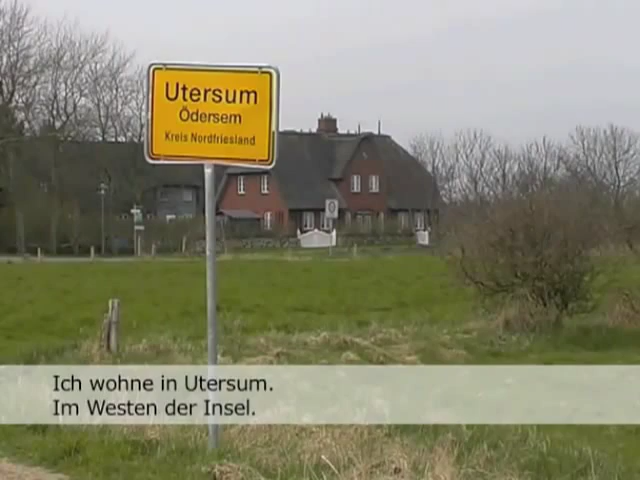 Utersum
Ödersem
Kreis Nordfriesland
Ich wohne in Utersum.
Im Westen der Insel.